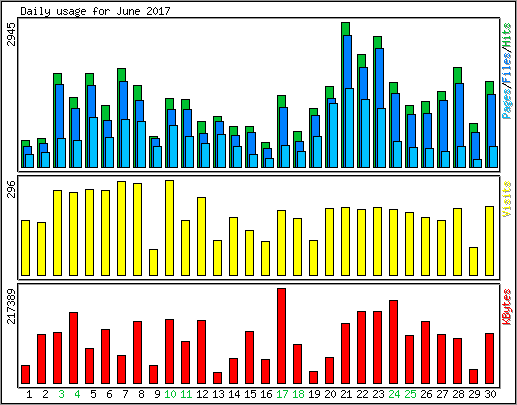 Daily usage for June 2017
2945
Pages/Files/Hits
296
Visits
217389
KBytes
1 2 3 4 5 6 7 8 9 10 11 12 13 14 15 16 17 18 19 20 21 22 23 24 25 26 27 28 29 30